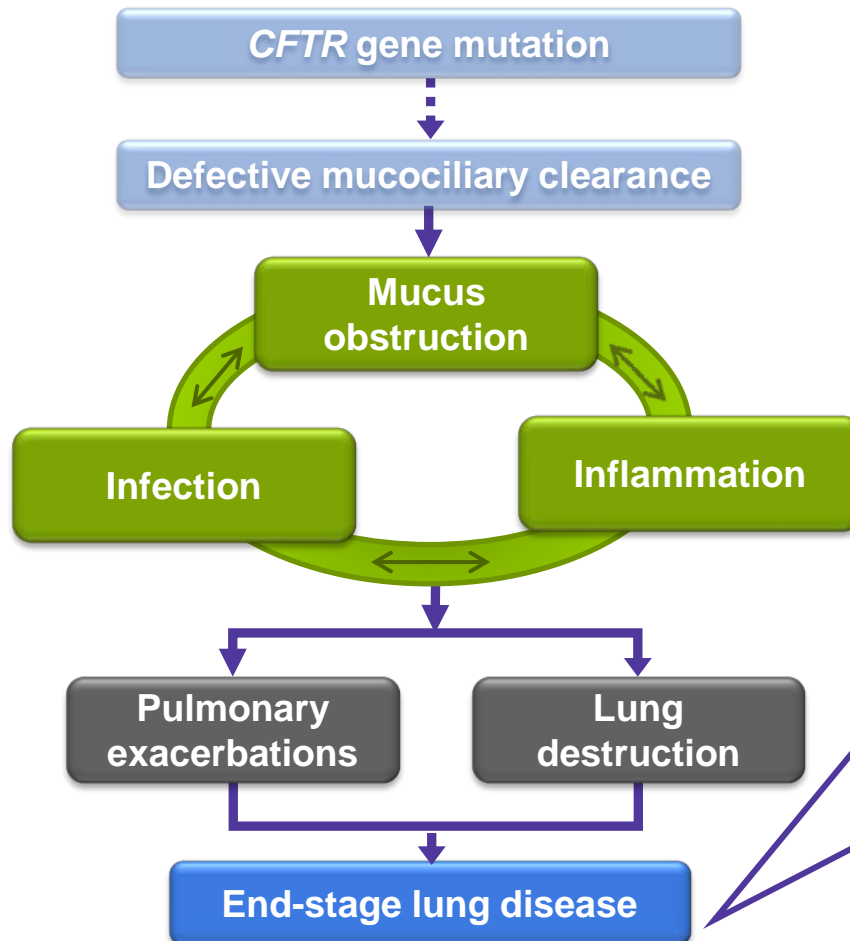 CFTR gene mutation
Defective mucociliary clearance
Mucus
obstruction
Infection
Inflammation
Pulmonary
exacerbations
Lung
destruction
End-stage lung disease